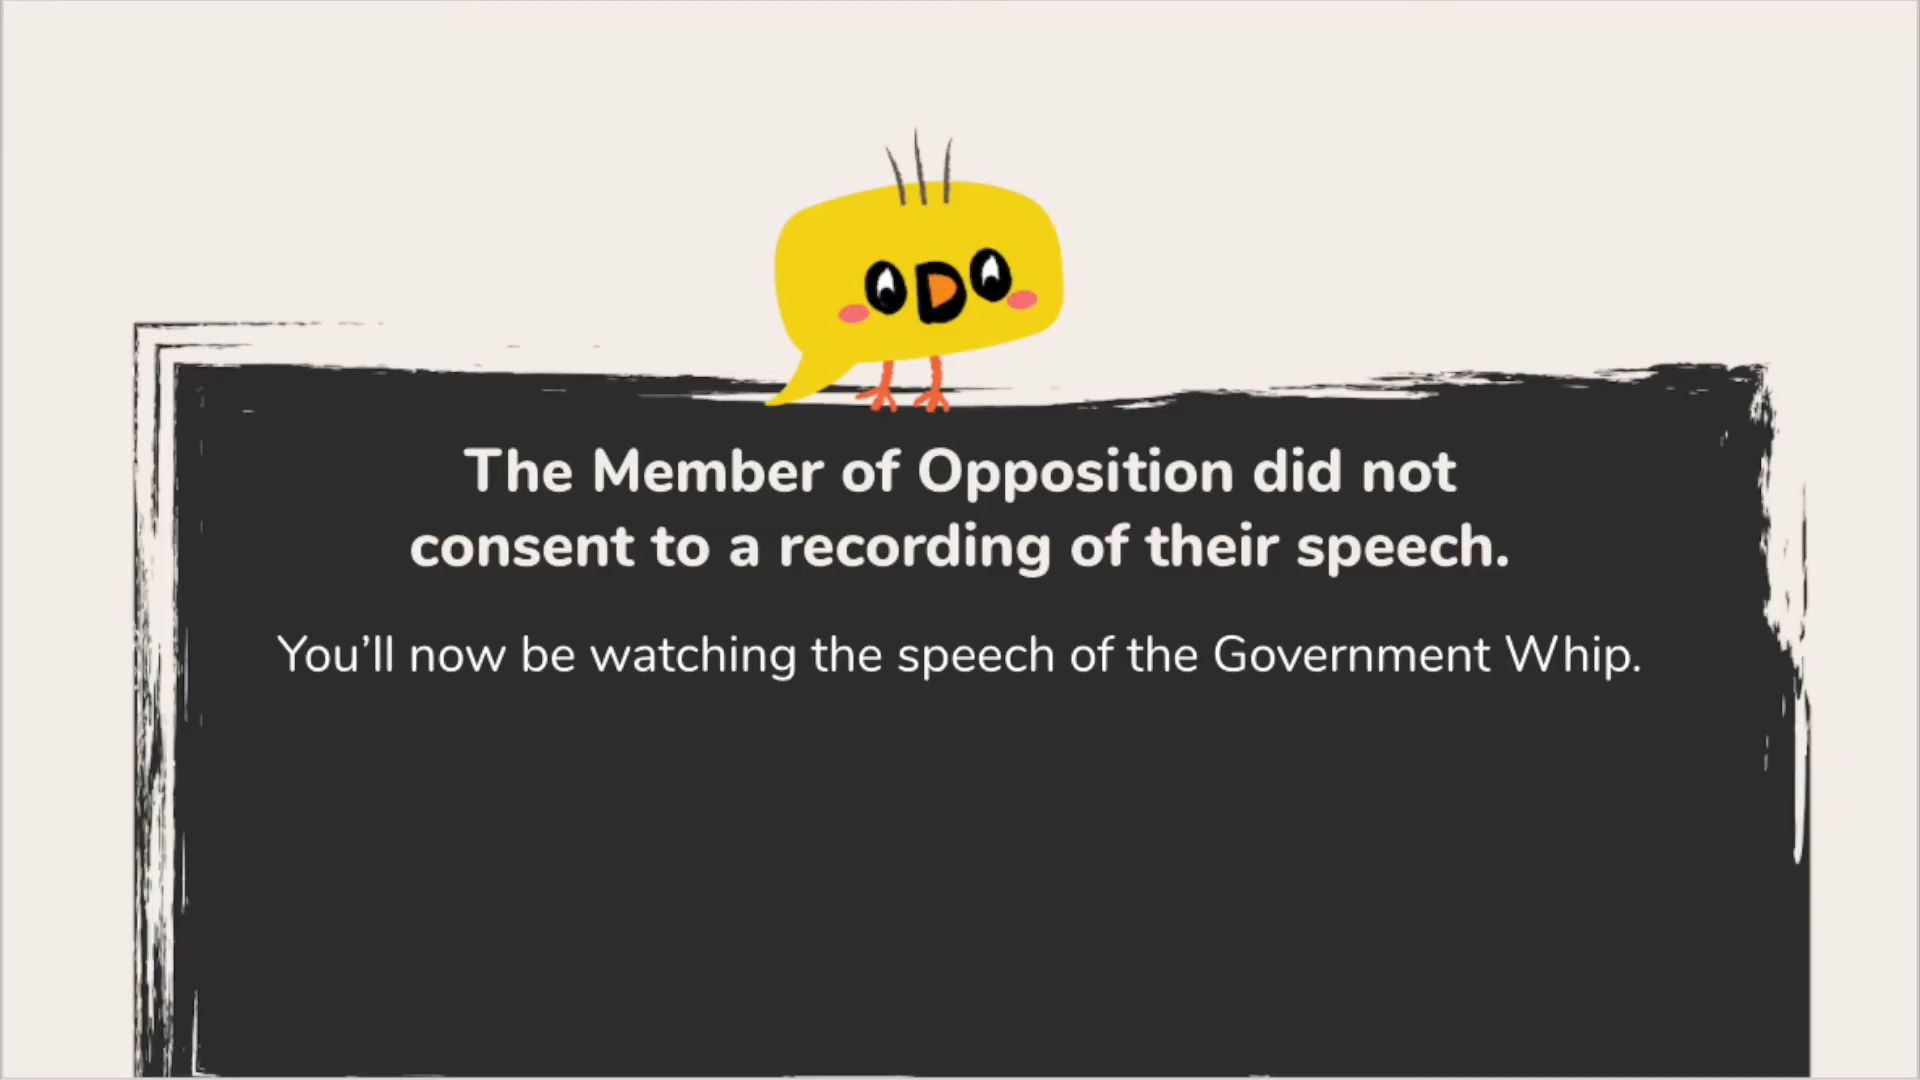 ODO
The Member of Opposition did not
consent to a recording of their speech.
You’ll now be watching the speech of the Government Whip.